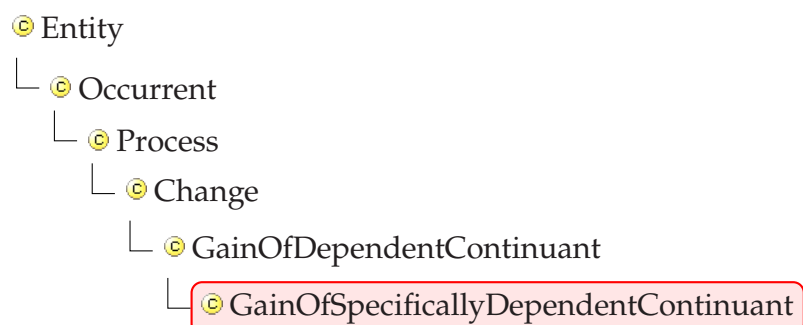 Entity
Occurrent
Process
Change
GainOfDependentContinuant
GainOfSpecificallyDependentContinuant